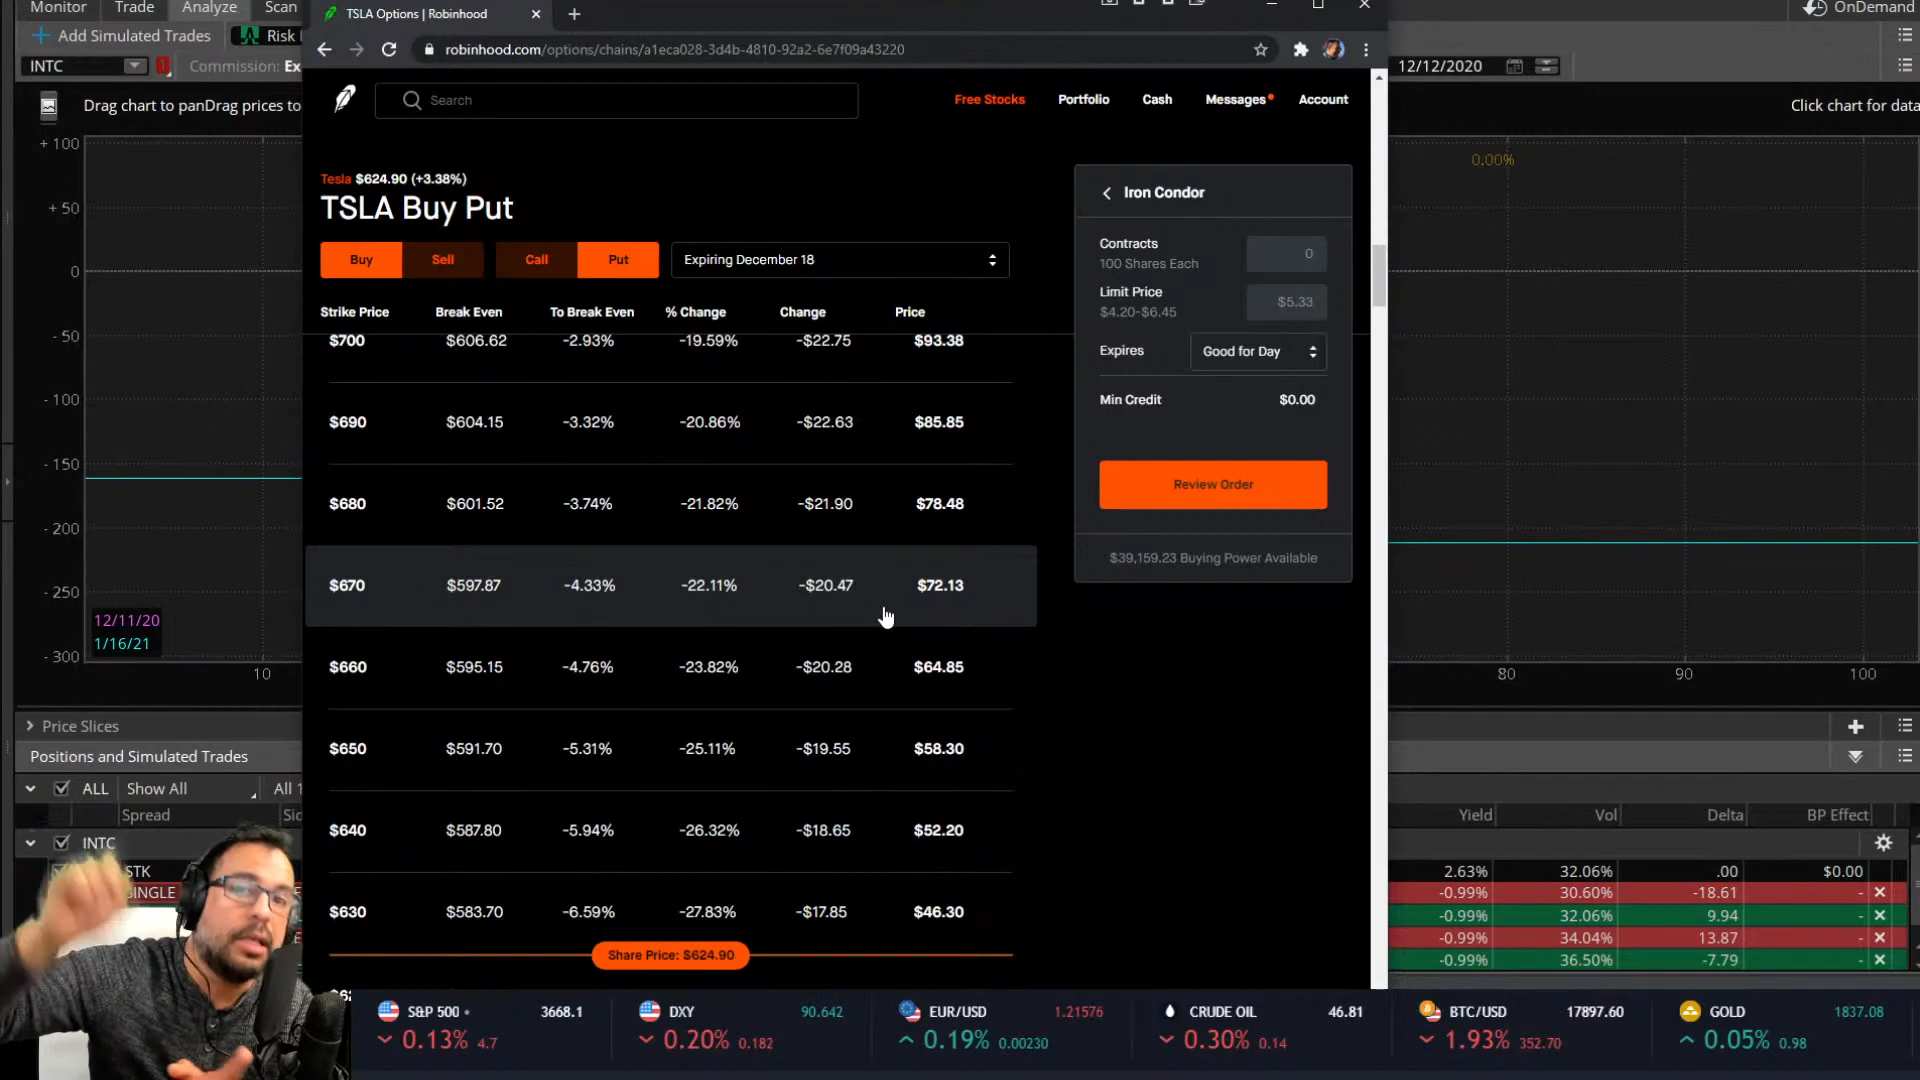 Monitor Trade Analyze Scan
TSLA Options | Robinhood
OnDemand
Add Simulated Trades Risk
robinhood.com/options/chains/a1eca028-3d4b-4810-92a2-6e7f09a43220
INTC Commission: Ex
12/12/2020
Drag chart to panDrag prices to
Click chart for data
Search
Free Stocks Portfolio Cash Messages Account
Tesla $624.90 (+3.38%)
TSLA Buy Put
Buy Sell Call Put Expiring December 18
Strike Price Break Even To Break Even % Change Change Price
$700 $606.62 -2.93% -19.59% -$22.75 $93.38
$690 $604.15 -3.32% -20.86% -$22.63 $85.85
$680 $601.52 -3.74% -21.82% -$21.90 $78.48
$670 $597.87 -4.33% -22.11% -$20.47 $72.13
$660 $595.15 -4.76% -23.82% -$20.28 $64.85
$650 $591.70 -5.31% -25.11% -$19.55 $58.30
$640 $587.80 -5.94% -26.32% -$18.65 $52.20
$630 $583.70 -6.59% -27.83% -$17.85 $46.30
Share Price: $624.90
Iron Condor
Contracts 0
100 Shares Each
Limit Price $5.33
$4.20-$6.45
Expires Good for Day
Min Credit $0.00
Review Order
$39,159.23 Buying Power Available
+ 100
+ 50
0
- 50
- 100
- 150
- 200
- 250
- 300
12/11/20
1/16/21
10
0.00%
80 90 100
Price Slices
Positions and Simulated Trades
ALL Show All All 1
Spread
INTC
STK
Yield Vol Delta BP Effect
2.63% 32.06% .00 $0.00
-0.99% 30.60% -18.61 -
-0.99% 32.06% 9.94 -
-0.99% 34.04% 13.87 -
-0.99% 36.50% -7.79 -
S&P 500 3668.1
0.13% 4.7
DXY 90.642
0.20% 0.182
EUR/USD 1.21576
0.19% 0.00230
CRUDE OIL 46.81
0.30% 0.14
BTC/USD 17897.60
1.93% 352.70
GOLD 1837.08
0.05% 0.98